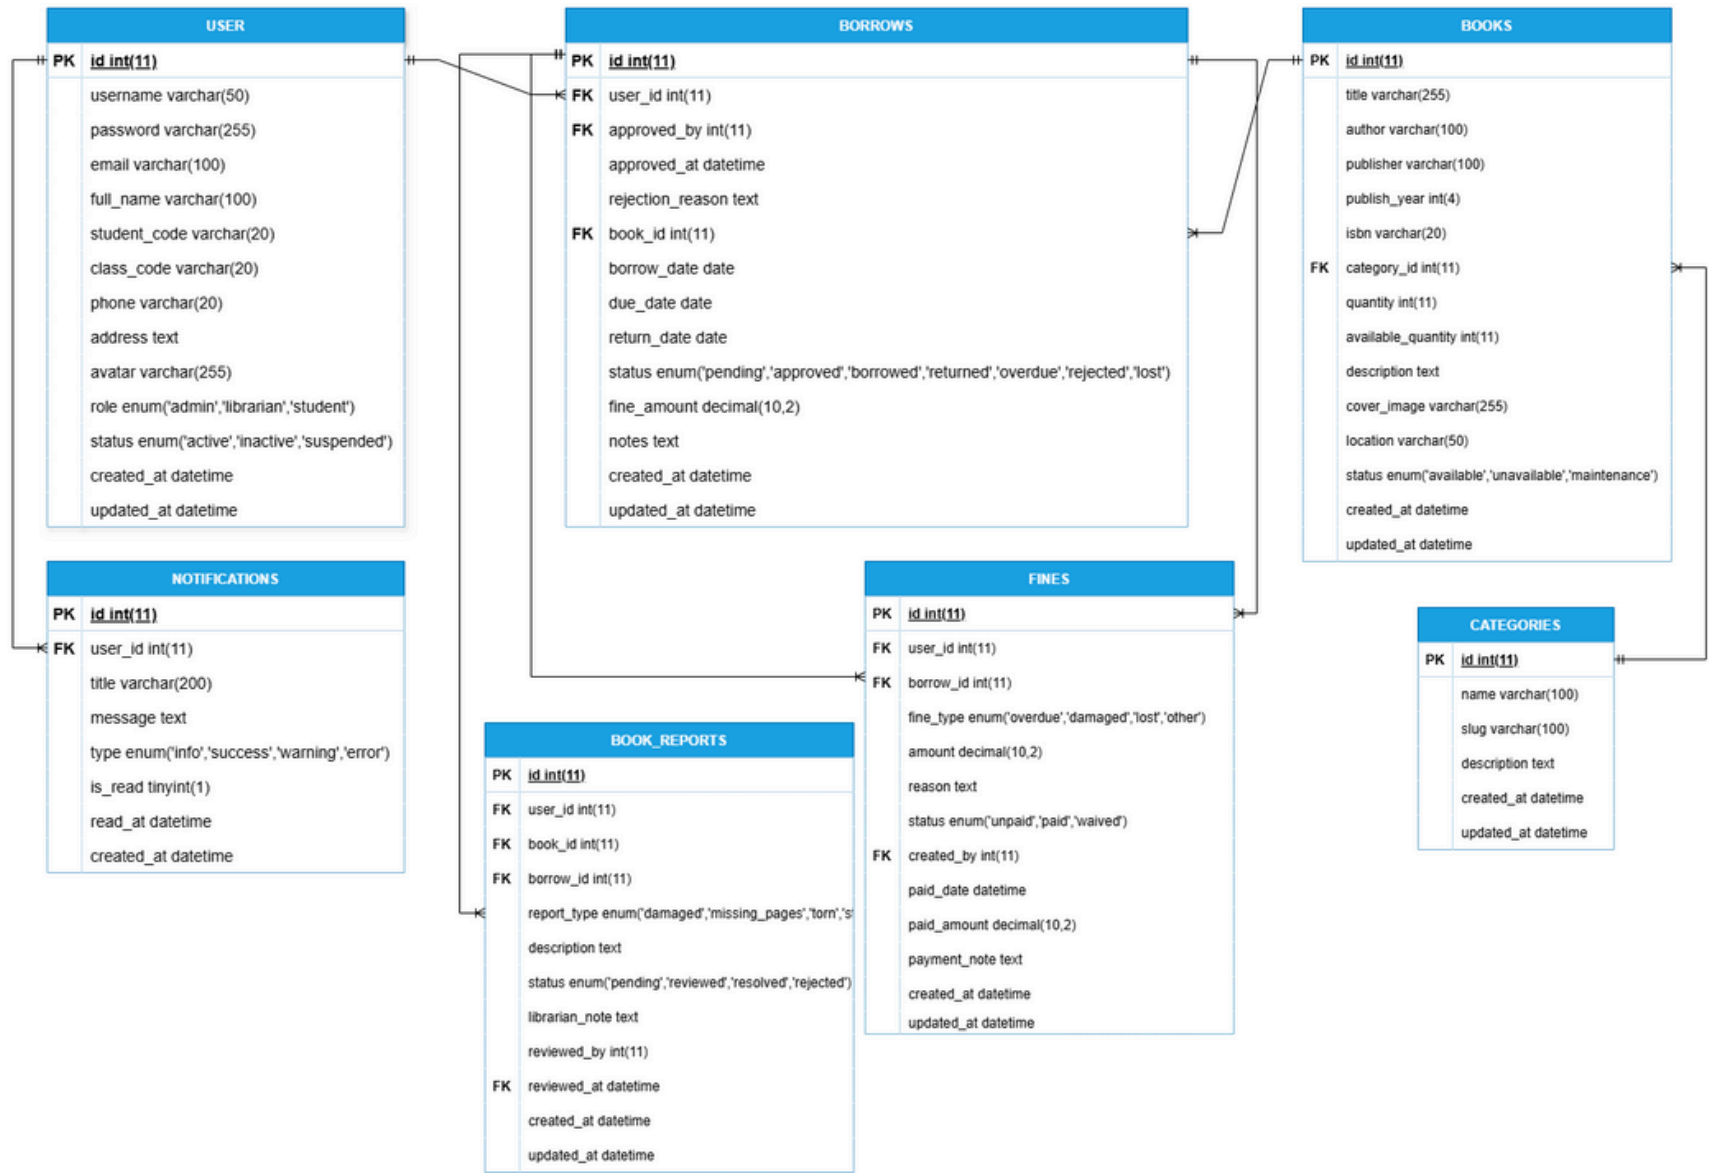 USER
PK id int(11)
username varchar(50)
password varchar(255)
email varchar(100)
full_name varchar(100)
student_code varchar(20)
class_code varchar(20)
phone varchar(20)
address text
avatar varchar(255)
role enum('admin','librarian','student')
status enum('active','inactive','suspended')
created_at datetime
updated_at datetime
BORROWS
PK id int(11)
FK user_id int(11)
FK approved_by int(11)
approved_at datetime
rejection_reason text
FK book_id int(11)
borrow_date date
due_date date
return_date date
status enum('pending','approved','borrowed','returned','overdue','rejected','lost')
fine_amount decimal(10,2)
notes text
created_at datetime
updated_at datetime
BOOKS
PK id int(11)
title varchar(255)
author varchar(100)
publisher varchar(100)
publish_year int(4)
isbn varchar(20)
FK category_id int(11)
quantity int(11)
available_quantity int(11)
description text
cover_image varchar(255)
location varchar(50)
status enum('available','unavailable','maintenance')
created_at datetime
updated_at datetime
NOTIFICATIONS
PK id int(11)
FK user_id int(11)
title varchar(200)
message text
type enum('info','success','warning','error')
is_read tinyint(1)
read_at datetime
created_at datetime
BOOK_REPORTS
PK id int(11)
FK user_id int(11)
FK book_id int(11)
FK borrow_id int(11)
report_type enum('damaged','missing_pages','torn','s
description text
status enum('pending','reviewed','resolved','rejected')
librarian_note text
reviewed_by int(11)
FK reviewed_at datetime
created_at datetime
updated_at datetime
FINES
PK id int(11)
FK user_id int(11)
FK borrow_id int(11)
fine_type enum('overdue','damaged','lost','other')
amount decimal(10,2)
reason text
status enum('unpaid','paid','waived')
FK created_by int(11)
paid_date datetime
paid_amount decimal(10,2)
payment_note text
created_at datetime
updated_at datetime
CATEGORIES
PK id int(11)
name varchar(100)
slug varchar(100)
description text
created_at datetime
updated_at datetime